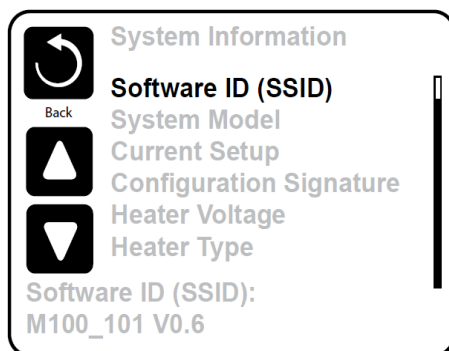 System Information
Software ID (SSID)
Back
System Model
Current Setup
Configuration Signature
Heater Voltage
Heater Type
Software ID (SSID):
M100_101 V0.6